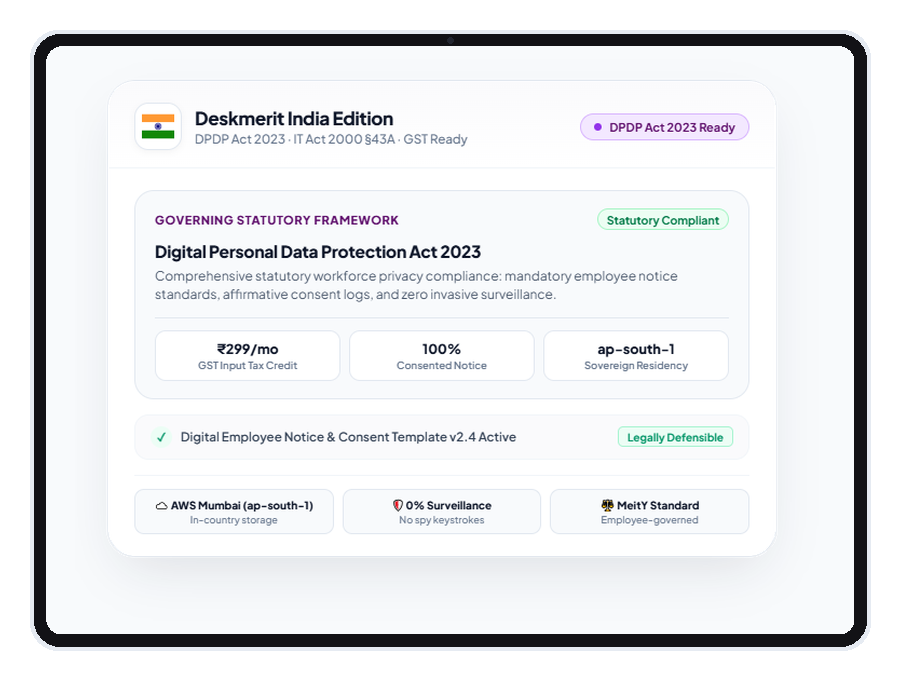 Deskmerit India Edition
DPDP Act 2023 · IT Act 2000 §43A · GST Ready
DPDP Act 2023 Ready
GOVERNING STATUTORY FRAMEWORK
Statutory Compliant
Digital Personal Data Protection Act 2023
Comprehensive statutory workforce privacy compliance: mandatory employee notice
standards, affirmative consent logs, and zero invasive surveillance.
₹299/mo
GST Input Tax Credit
100%
Consented Notice
ap-south-1
Sovereign Residency
✓ Digital Employee Notice & Consent Template v2.4 Active
Legally Defensible
AWS Mumbai (ap-south-1)
In-country storage
0% Surveillance
No spy keystrokes
MeitY Standard
Employee-governed